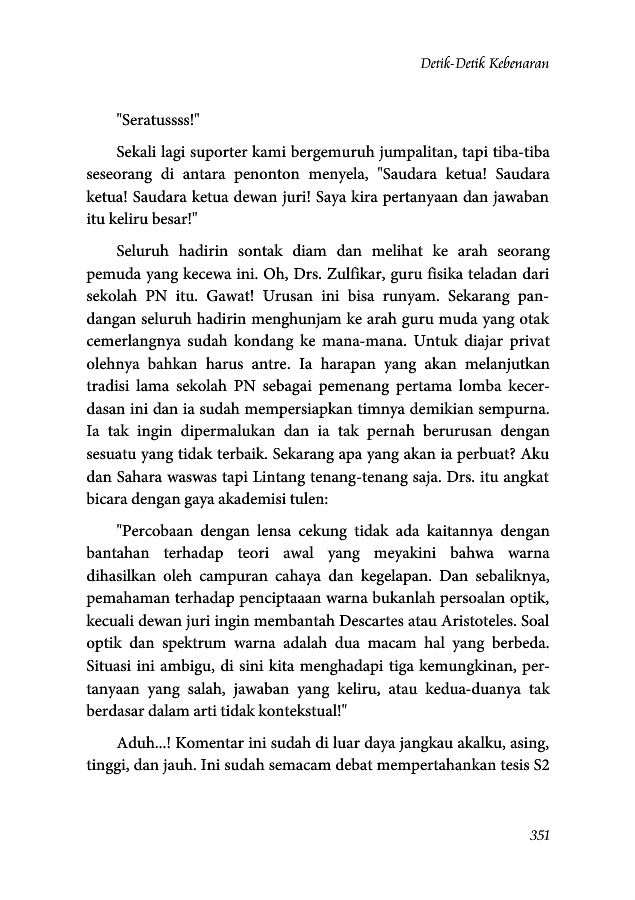 Detik-Detik Kebenaran
"Seratussss!"
Sekali lagi suporter kami bergemuruh jumpalitan, tapi tiba-tiba
seseorang di antara penonton menyela, "Saudara ketua! Saudara
ketua! Saudara ketua dewan juri! Saya kira pertanyaan dan jawaban
itu keliru besar!"
Seluruh hadirin sontak diam dan melihat ke arah seorang
pemuda yang kecewa ini. Oh, Drs. Zulfikar, guru fisika teladan dari
sekolah PN itu. Gawat! Urusan ini bisa runyam. Sekarang pan-
dangan seluruh hadirin menghunjam ke arah guru muda yang otak
cemerlangnya sudah kondang ke mana-mana. Untuk diajar privat
olehnya bahkan harus antre. Ia harapan yang akan melanjutkan
tradisi lama sekolah PN sebagai pemenang pertama lomba kecer-
dasan ini dan ia sudah mempersiapkan timnya demikian sempurna.
Ia tak ingin dipermalukan dan ia tak pernah berurusan dengan
sesuatu yang tidak terbaik. Sekarang apa yang akan ia perbuat? Aku
dan Sahara waswas tapi Lintang tenang-tenang saja. Drs. itu angkat
bicara dengan gaya akademisi tulen:
"Percobaan dengan lensa cekung tidak ada kaitannya dengan
bantahan terhadap teori awal yang meyakini bahwa warna
dihasilkan oleh campuran cahaya dan kegelapan. Dan sebaliknya,
pemahaman terhadap penciptaaan warna bukanlah persoalan optik,
kecuali dewan juri ingin membantah Descartes atau Aristoteles. Soal
optik dan spektrum warna adalah dua macam hal yang berbeda.
Situasi ini ambigu, di sini kita menghadapi tiga kemungkinan, per-
tanyaan yang salah, jawaban yang keliru, atau kedua-duanya tak
berdasar dalam arti tidak kontekstual!"
Aduh...! Komentar ini sudah di luar daya jangkau akalku, asing,
tinggi, dan jauh. Ini sudah semacam debat mempertahankan tesis S2
351